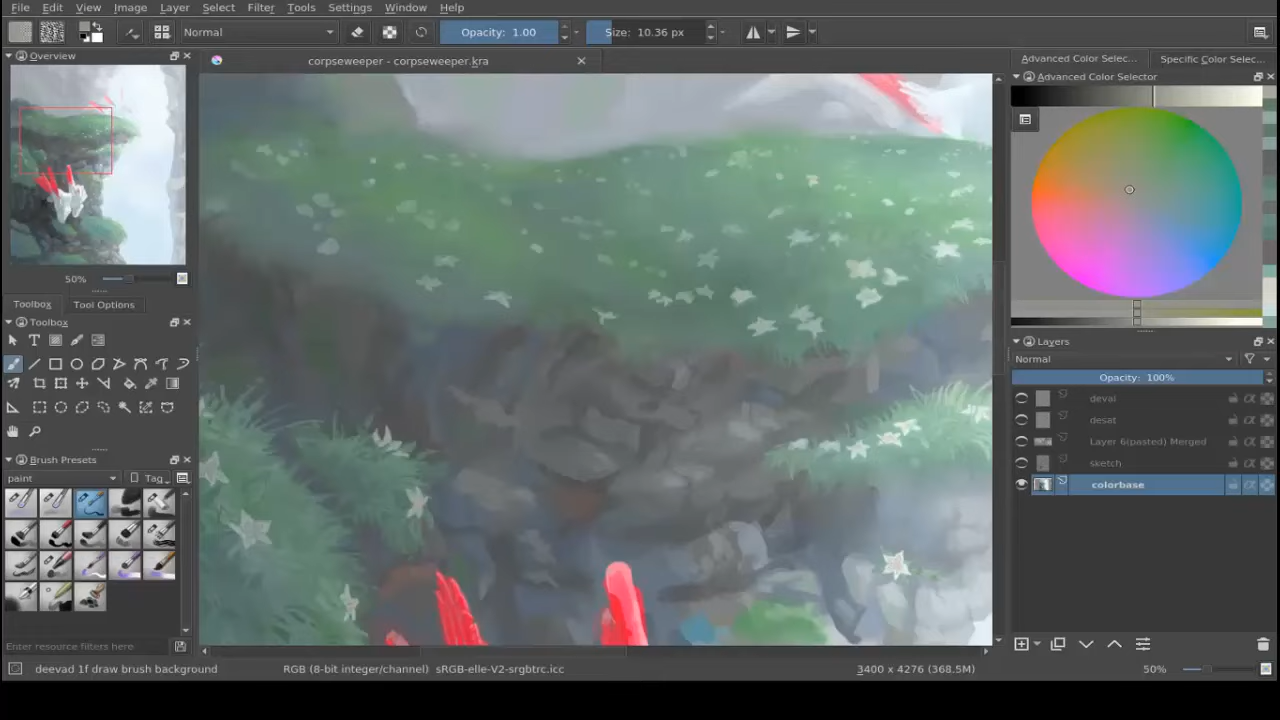 File Edit View Image Layer Select Filter Tools Settings Window Help
Normal Opacity: 1.00 Size: 10.36 px
Overview corpseweeper - corpseweeper.kra Advanced Color Selec... Specific Color Selec...
Advanced Color Selector
50%
Toolbox Tool Options
Toolbox
Layers
Normal
Opacity: 100%
deval
desat
Layer 6(pasted) Merged
sketch
colorbase
Brush Presets
paint Tag
Enter resource filters here
deevad 1f draw brush background RGB (8-bit integer/channel) sRGB-elle-V2-srgbtrc.icc 3400 x 4276 (368.5M) 50%